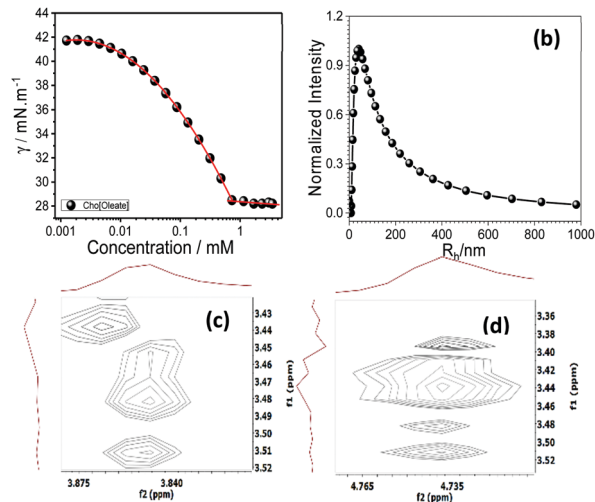 42
40
38
36
34
32
30
28
γ / mN.m-1
Cho[Oleate]
0.001 0.01 0.1 1
Concentration / mM
(b)
1.2
0.9
0.6
0.3
0.0
Normalized Intensity
0 200 400 600 800 1000
Rh/nm
(c)
3.43
3.44
3.45
3.46
3.47
3.48
3.49
3.50
3.51
3.52
f1 (ppm)
3.875 3.840
f2 (ppm)
(d)
3.36
3.38
3.40
3.42
3.44
3.46
3.48
3.50
3.52
f1 (ppm)
4.765 4.735
f2 (ppm)